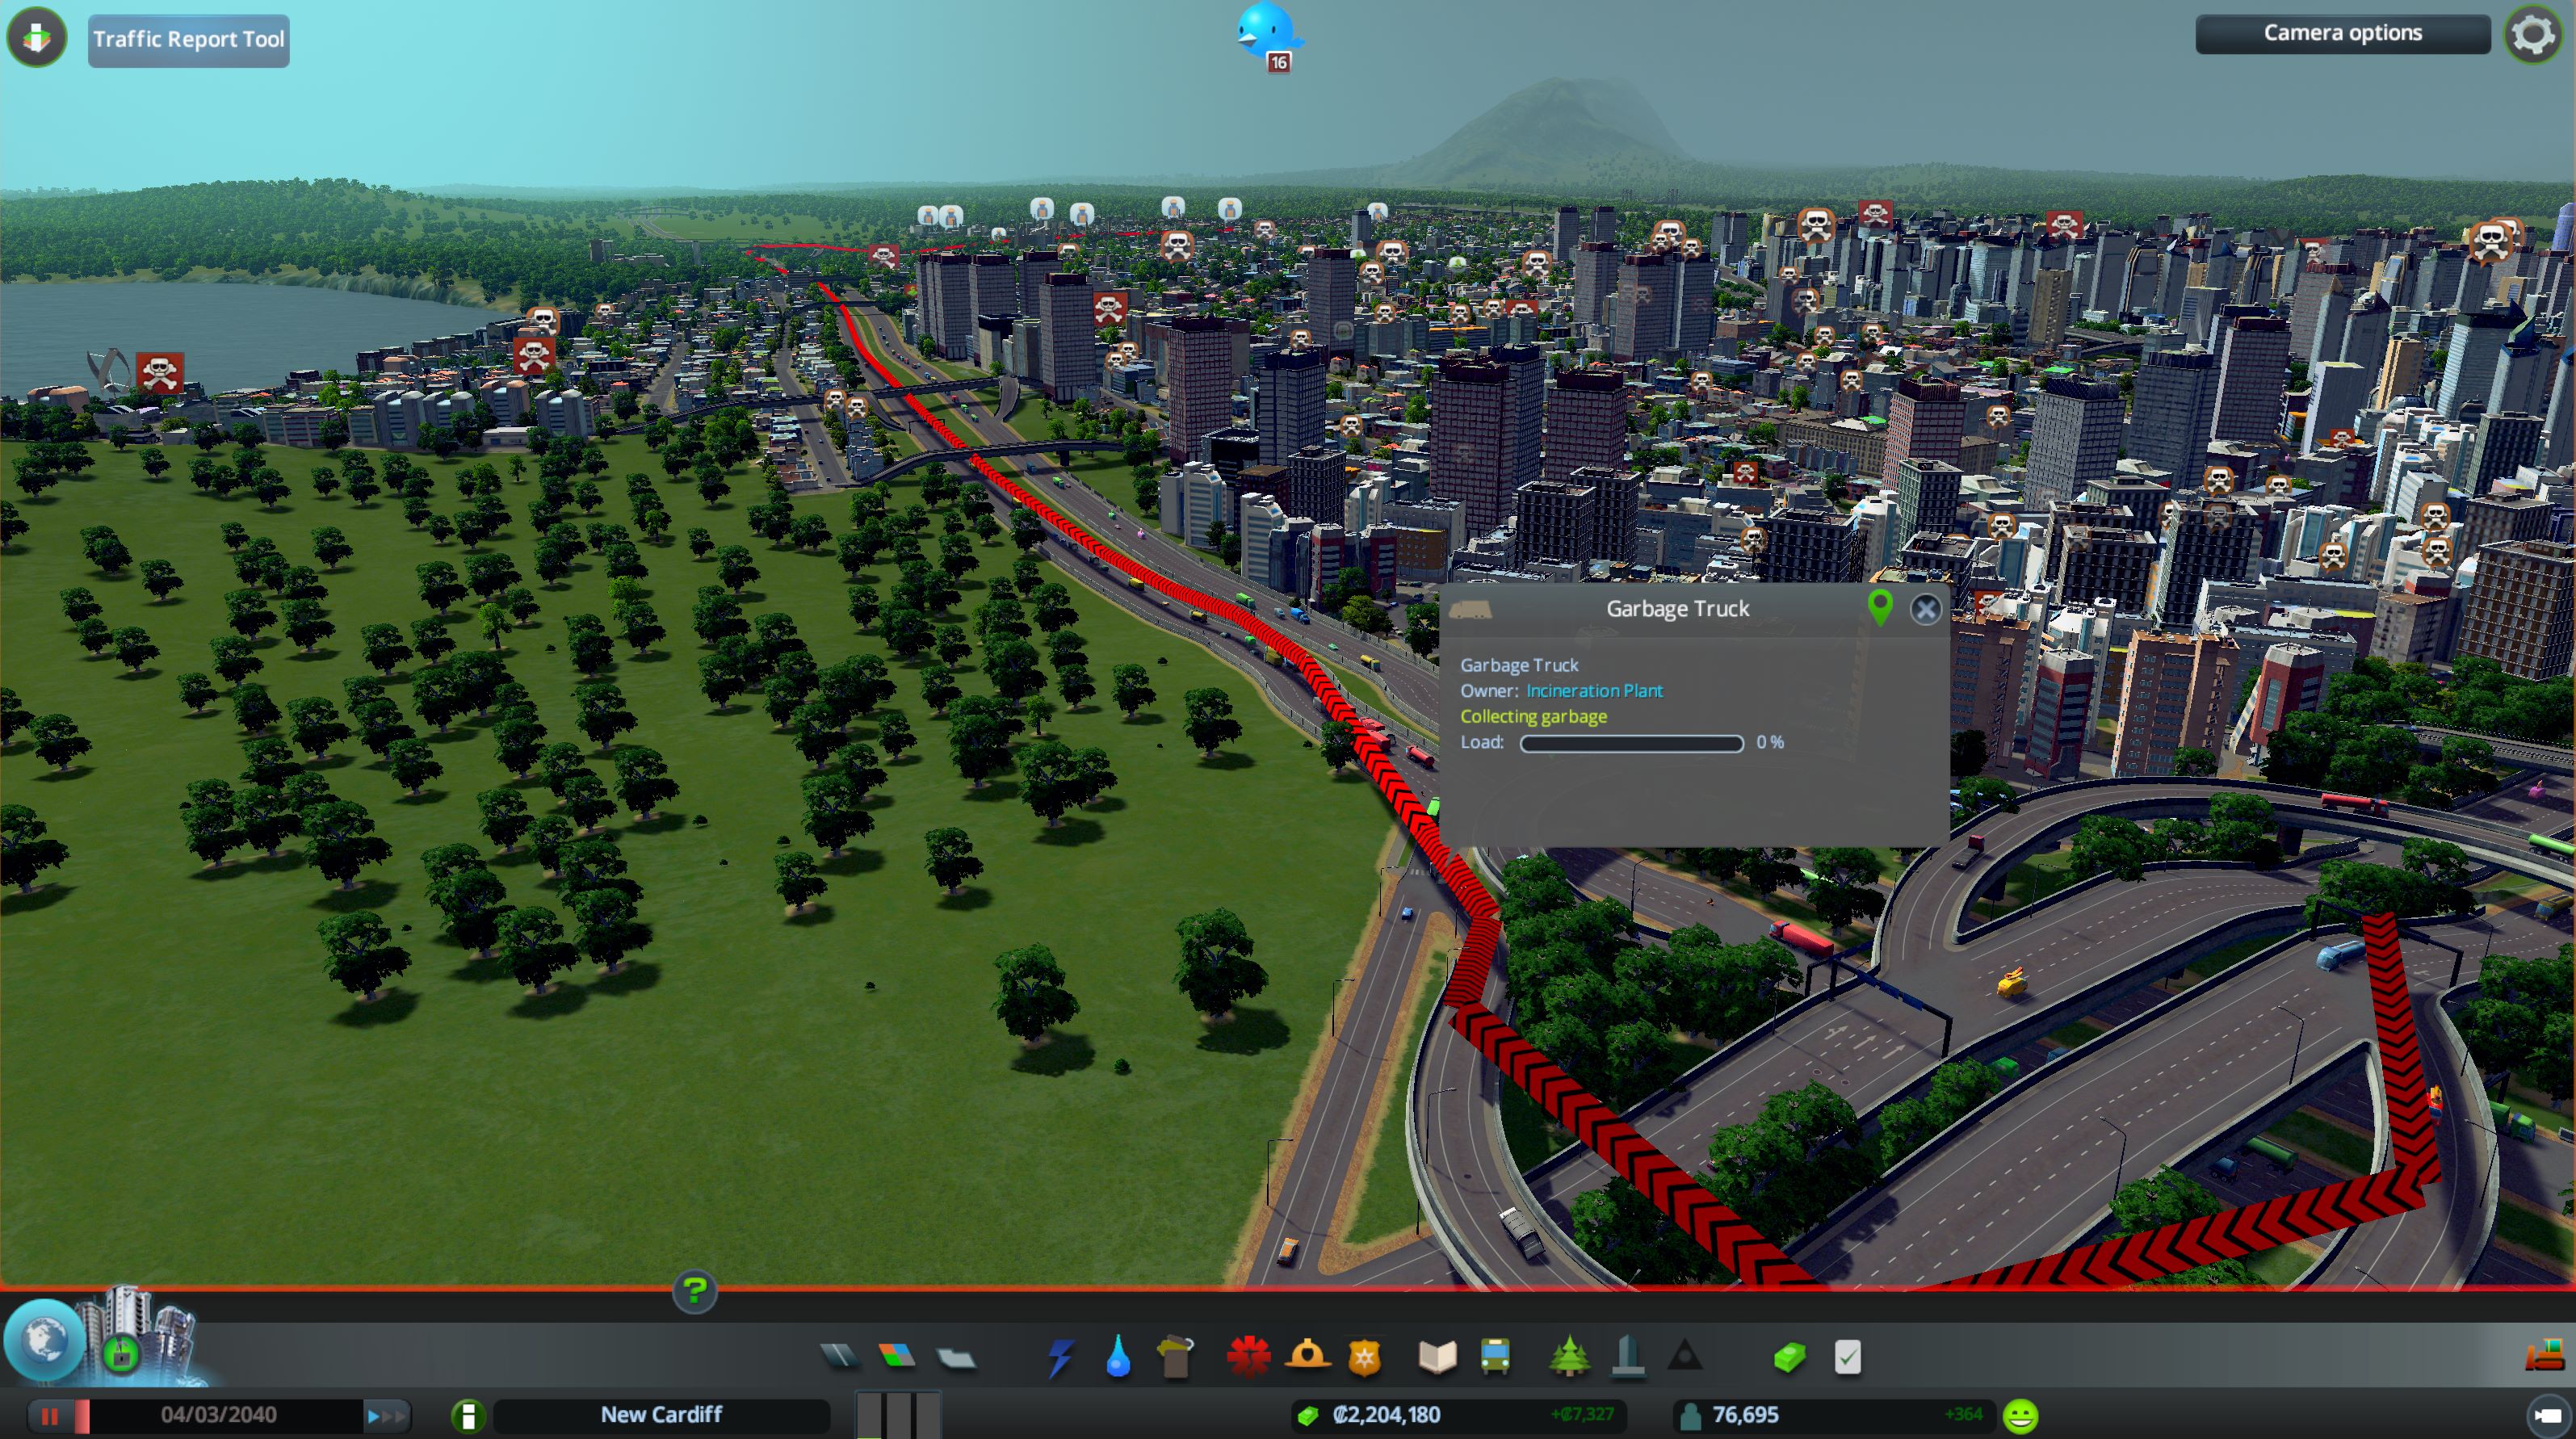 Traffic Report Tool
16
Camera options
Garbage Truck
Garbage Truck
Owner: Incineration Plant
Collecting garbage
Load: 0 %
?
04/03/2040
New Cardiff
₡2,204,180
+₡7,327
76,695
+364